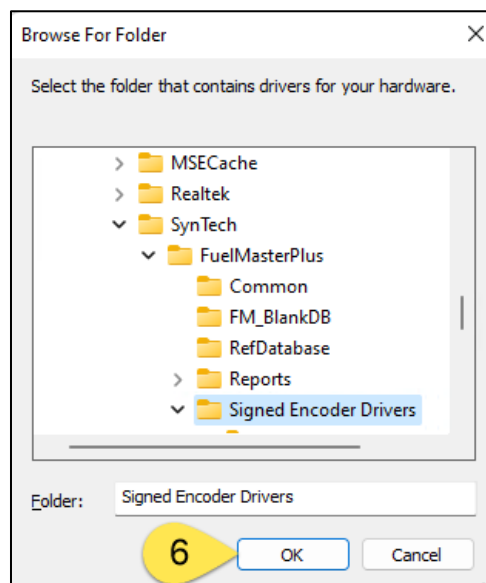 Browse For Folder
Select the folder that contains drivers for your hardware.
MSECache
Realtek
SynTech
FuelMasterPlus
Common
FM_BlankDB
RefDatabase
Reports
Signed Encoder Drivers
Folder: Signed Encoder Drivers
6 OK Cancel